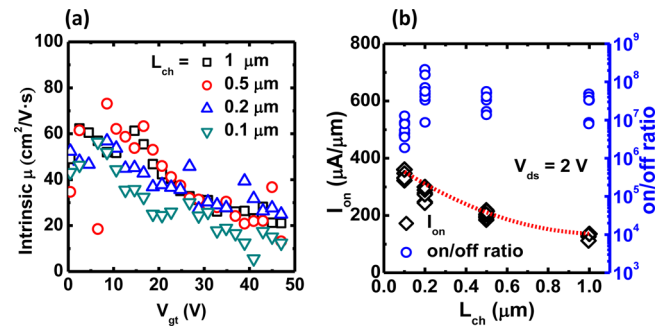 (a)
100
80
60
40
20
0
Intrinsic μ (cm²/V·s)
L_ch = 1 μm
0.5 μm
0.2 μm
0.1 μm
0 10 20 30 40 50
V_gt (V)
(b)
800
600
400
200
0
I_on (μA/μm)
V_ds = 2 V
I_on
on/off ratio
0.0 0.2 0.4 0.6 0.8 1.0
L_ch (μm)
10⁹
10⁸
10⁷
10⁶
10⁵
10⁴
10³
on/off ratio